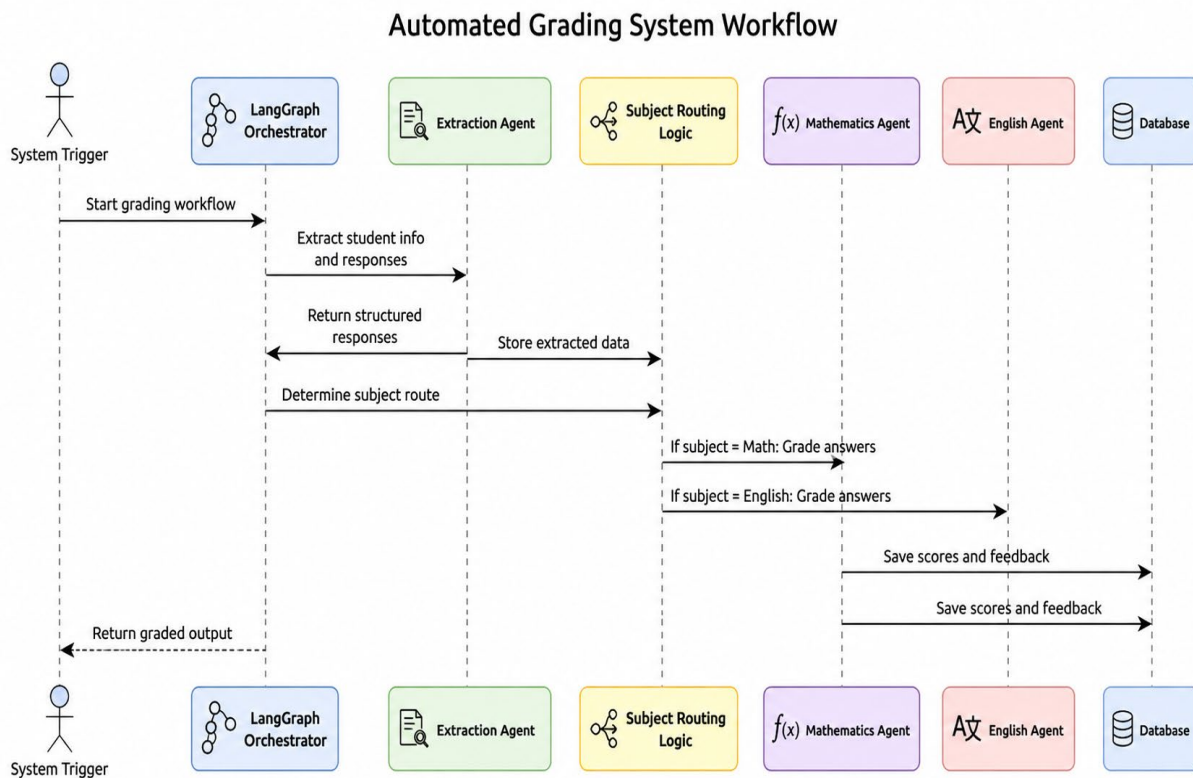 Automated Grading System Workflow
System Trigger
LangGraph
Orchestrator
Extraction Agent
Subject Routing
Logic
f(x) Mathematics Agent
A文 English Agent
Database
Start grading workflow
Extract student info
and responses
Return structured
responses
Store extracted data
Determine subject route
If subject = Math: Grade answers
If subject = English: Grade answers
Save scores and feedback
Save scores and feedback
Return graded output
System Trigger
LangGraph
Orchestrator
Extraction Agent
Subject Routing
Logic
f(x) Mathematics Agent
A文 English Agent
Database